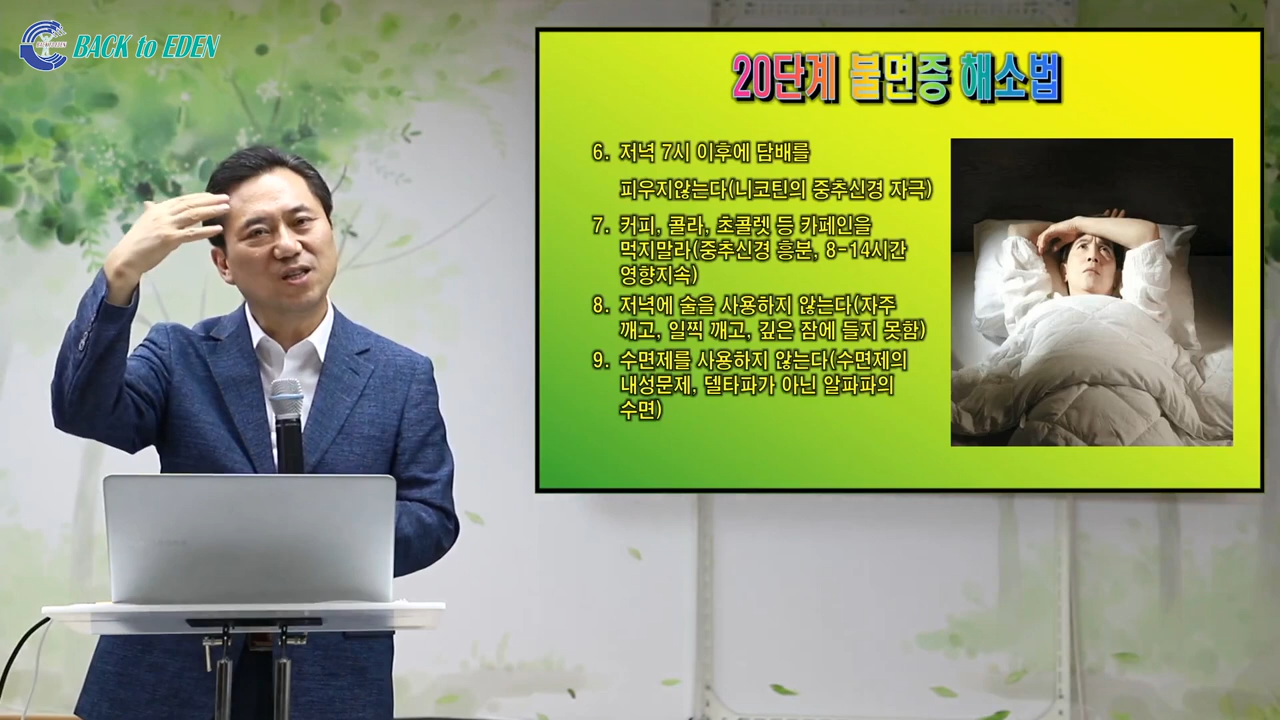 BACK to EDEN
20단계 불면증 해소법
6. 저녁 7시 이후에 담배를
피우지않는다(니코틴의 중추신경 자극)
7. 커피, 콜라, 초콜렛 등 카페인을
먹지말라(중추신경 흥분, 8-14시간
영향지속)
8. 저녁에 술을 사용하지 않는다(자주
깨고, 일찍 깨고, 깊은 잠에 들지 못함)
9. 수면제를 사용하지 않는다(수면제의
내성문제, 델타파가 아닌 알파파의
수면)